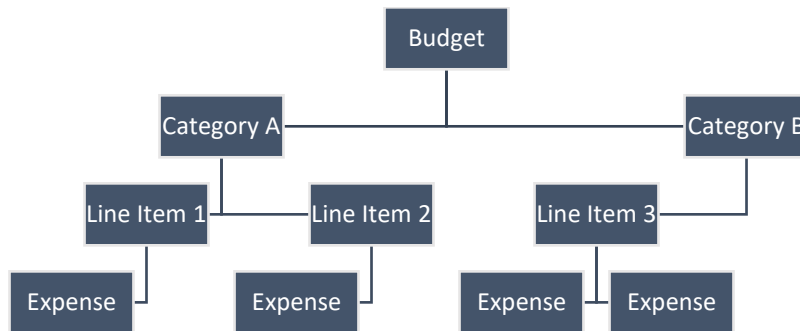 Budget
Category A
Category B
Line Item 1
Line Item 2
Line Item 3
Expense
Expense
Expense
Expense